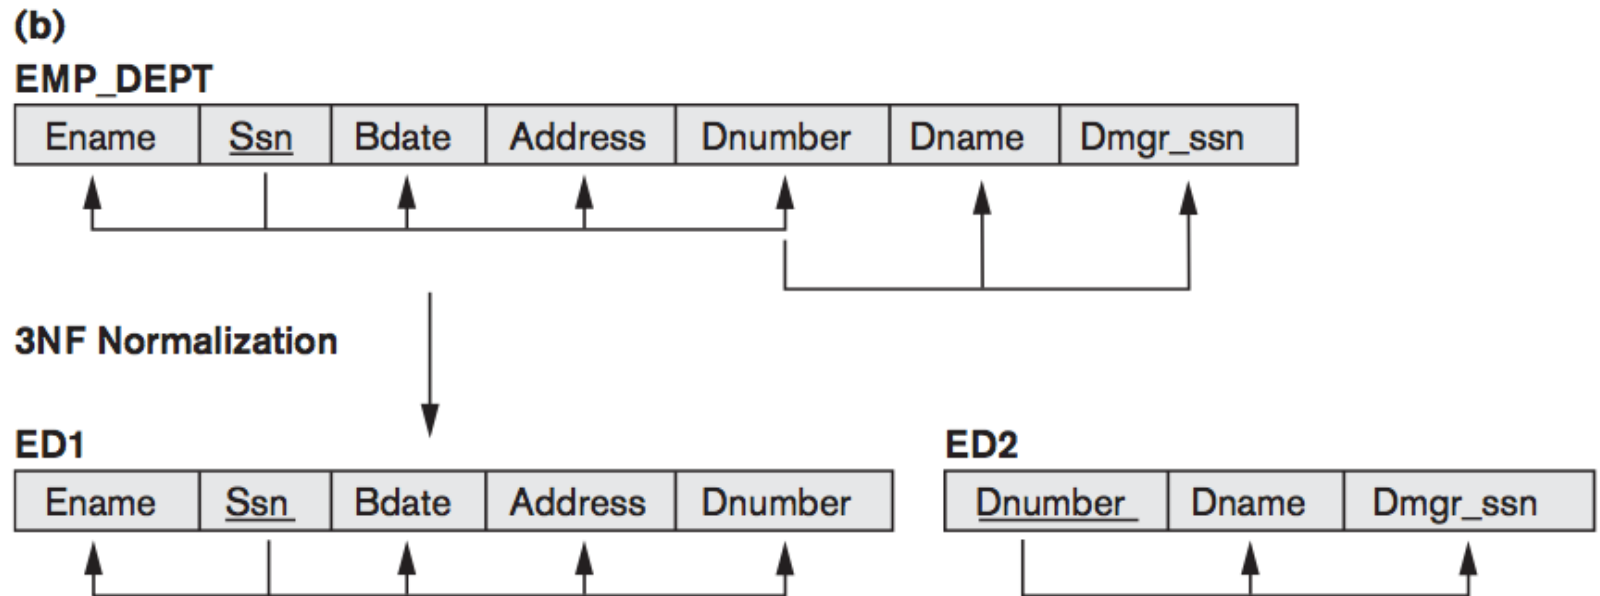 (b)
EMP_DEPT
Ename Ssn Bdate Address Dnumber Dname Dmgr_ssn
3NF Normalization
ED1 ED2
Ename Ssn Bdate Address Dnumber Dnumber Dname Dmgr_ssn